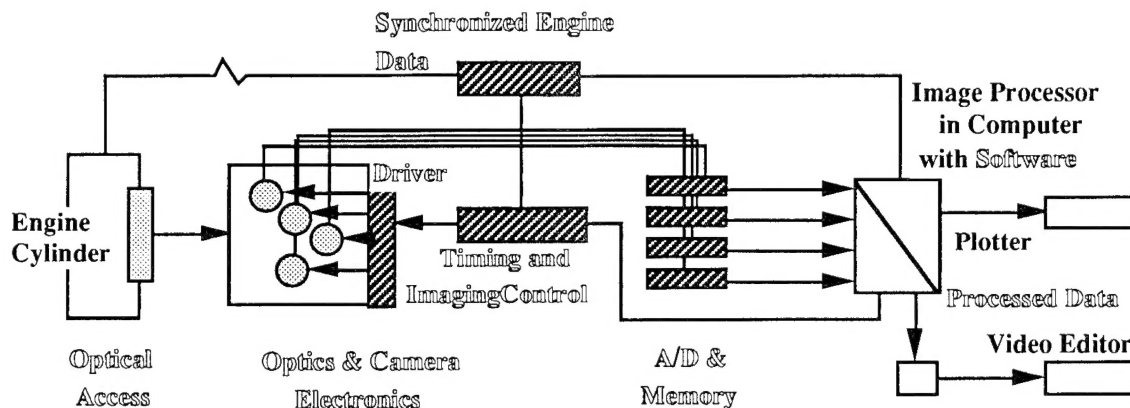 Synchronized Engine
Data
Image Processor
in Computer
with Software
Driver
Engine
Cylinder
Plotter
Timing and
ImagingControl
Processed Data
Optical
Access
Optics & Camera
Electronics
A/D &
Memory
Video Editor